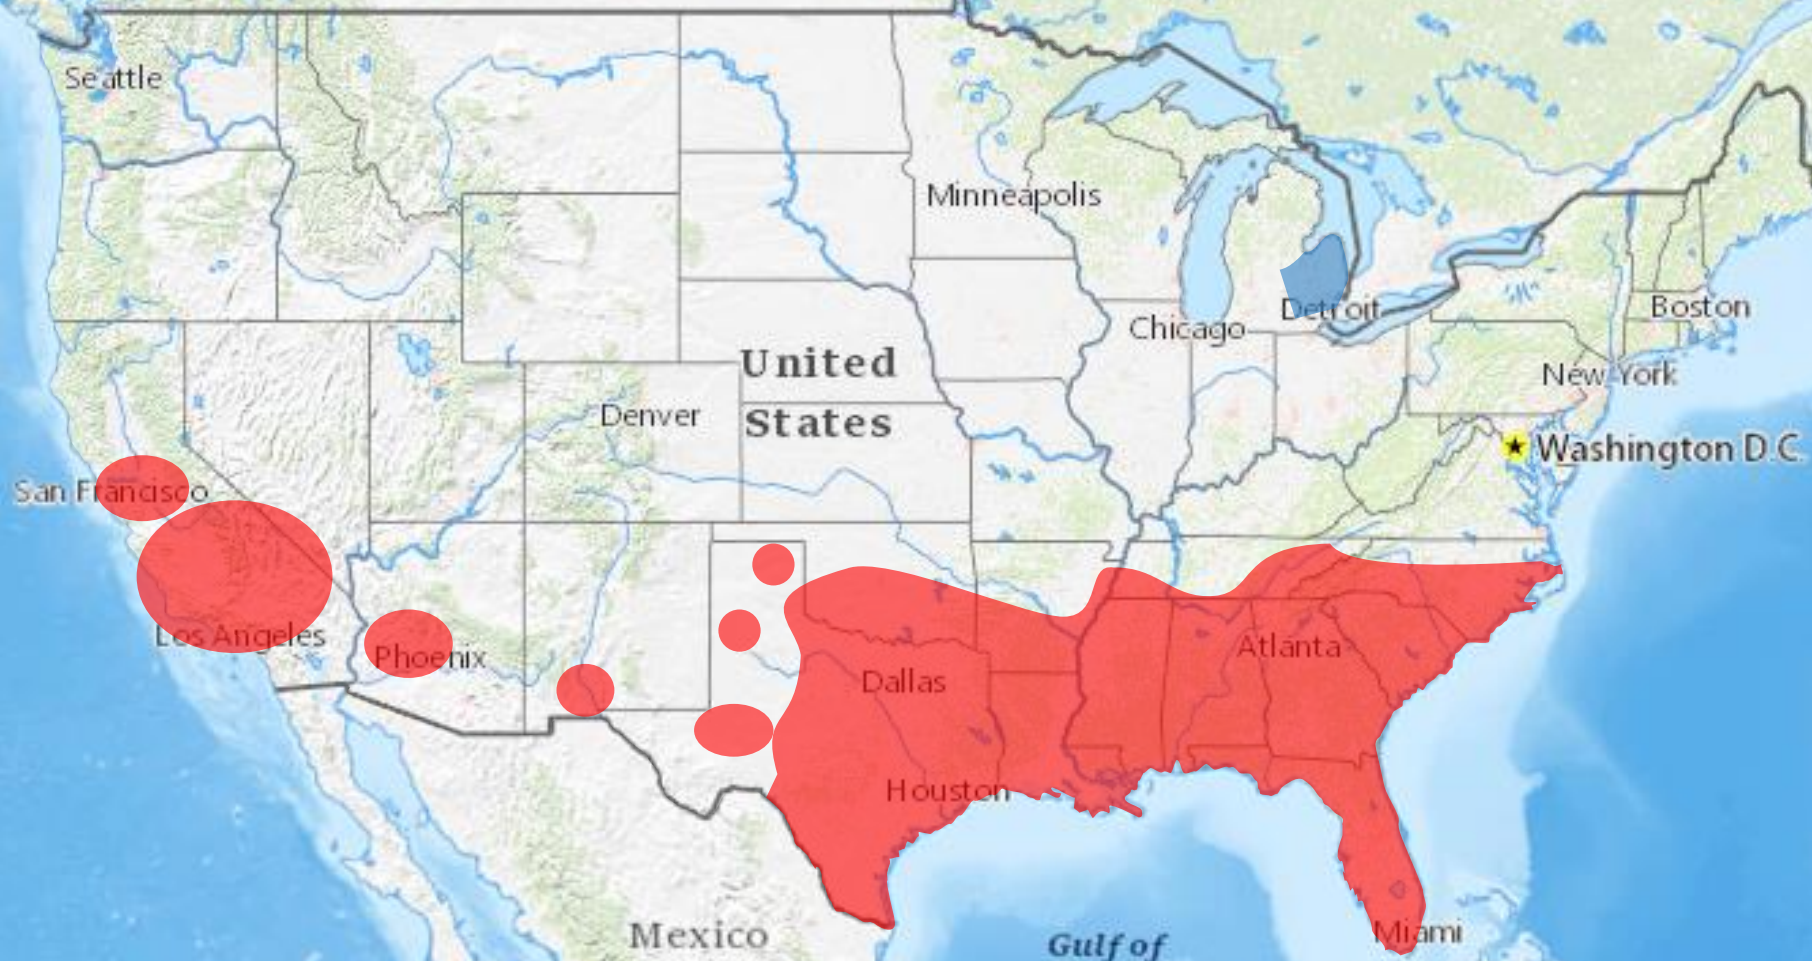 Seattle
Minneapolis
Detroit
Boston
Chicago
United
New York
Denver
States
Washington D.C.
San Francisco
Los Angeles
Phoenix
Atlanta
Dallas
Houston
Miami
Mexico
Gulf of